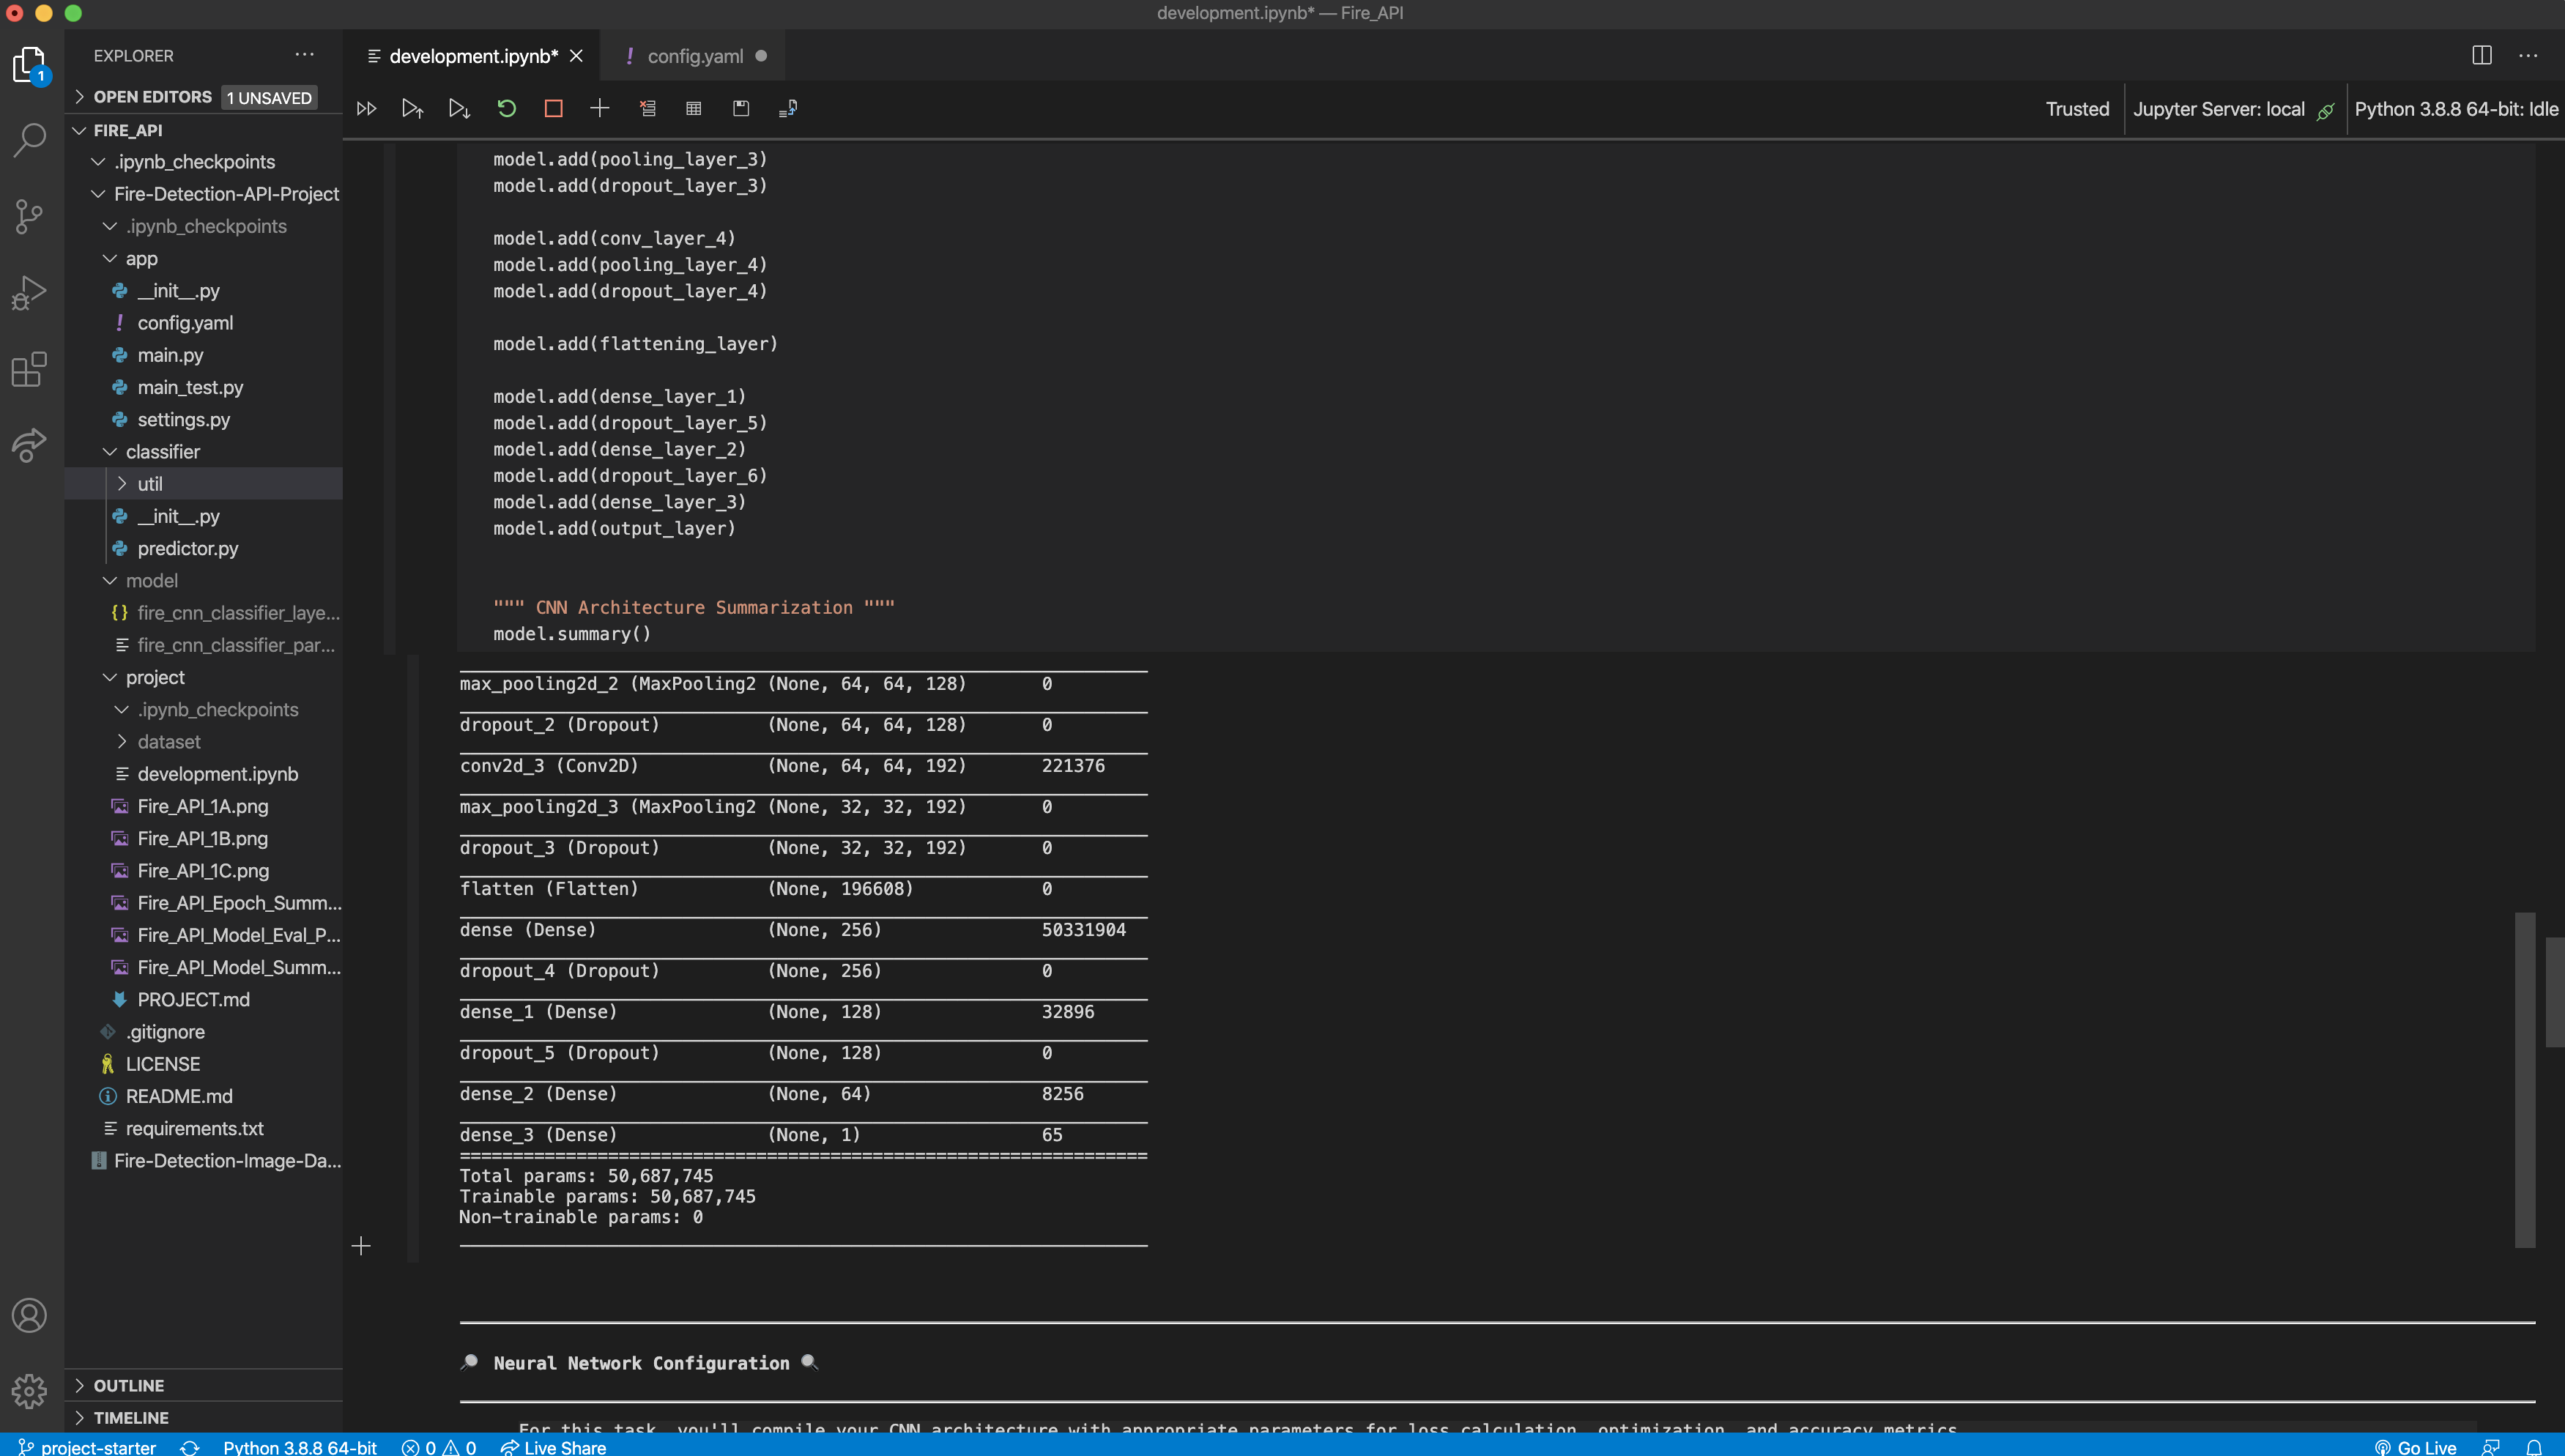 development.ipynb* — Fire_API
EXPLORER
OPEN EDITORS 1 UNSAVED
FIRE_API
.ipynb_checkpoints
Fire-Detection-API-Project
.ipynb_checkpoints
app
__init__.py
config.yaml
main.py
main_test.py
settings.py
classifier
util
__init__.py
predictor.py
model
fire_cnn_classifier_laye...
fire_cnn_classifier_par...
project
.ipynb_checkpoints
dataset
development.ipynb
Fire_API_1A.png
Fire_API_1B.png
Fire_API_1C.png
Fire_API_Epoch_Summ...
Fire_API_Model_Eval_P...
Fire_API_Model_Summ...
PROJECT.md
.gitignore
LICENSE
README.md
requirements.txt
Fire-Detection-Image-Da...
OUTLINE
TIMELINE
1
development.ipynb* config.yaml
Trusted Jupyter Server: local Python 3.8.8 64-bit: Idle
model.add(pooling_layer_3)
model.add(dropout_layer_3)
model.add(conv_layer_4)
model.add(pooling_layer_4)
model.add(dropout_layer_4)
model.add(flattening_layer)
model.add(dense_layer_1)
model.add(dropout_layer_5)
model.add(dense_layer_2)
model.add(dropout_layer_6)
model.add(dense_layer_3)
model.add(output_layer)
""" CNN Architecture Summarization """
model.summary()
max_pooling2d_2 (MaxPooling2 (None, 64, 64, 128) 0
dropout_2 (Dropout) (None, 64, 64, 128) 0
conv2d_3 (Conv2D) (None, 64, 64, 192) 221376
max_pooling2d_3 (MaxPooling2 (None, 32, 32, 192) 0
dropout_3 (Dropout) (None, 32, 32, 192) 0
flatten (Flatten) (None, 196608) 0
dense (Dense) (None, 256) 50331904
dropout_4 (Dropout) (None, 256) 0
dense_1 (Dense) (None, 128) 32896
dropout_5 (Dropout) (None, 128) 0
dense_2 (Dense) (None, 64) 8256
dense_3 (Dense) (None, 1) 65
=================================================================
Total params: 50,687,745
Trainable params: 50,687,745
Non-trainable params: 0
Neural Network Configuration
For this task, you'll compile your CNN architecture with appropriate parameters for loss calculation, optimization, and accuracy metrics
project-starter Python 3.8.8 64-bit 0 0 Live Share Go Live